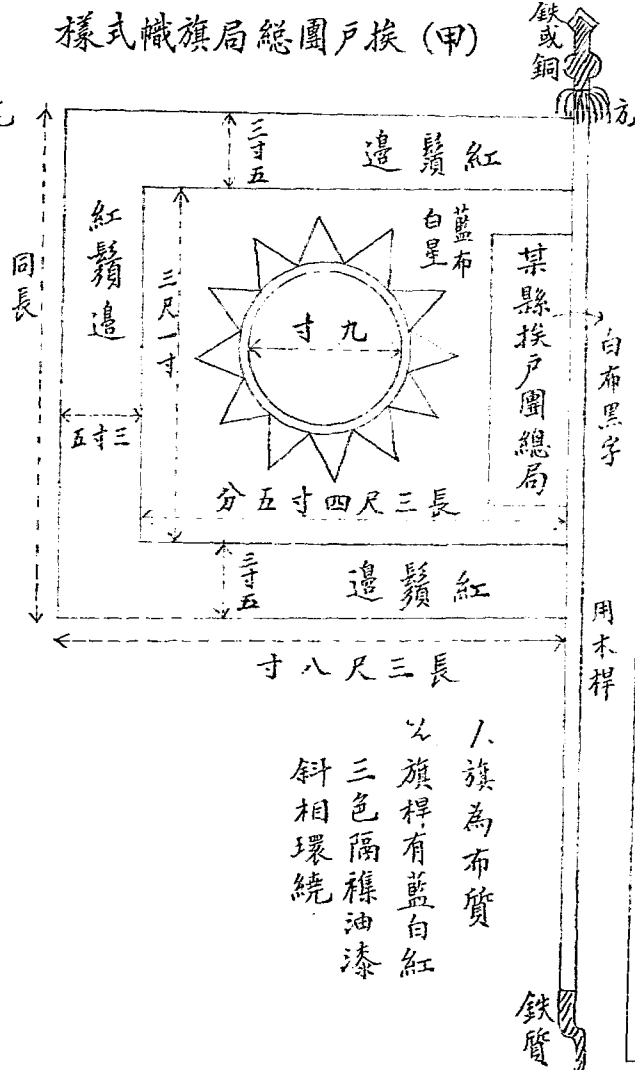 (甲) 挨戶團総局旗幟式樣
鉄或銅
紅鬚邊
三寸五
紅鬚邊
同長
三尺一寸
三寸五
藍布
白星
九寸
某縣挨戶團總局
白布黑字
長三尺四寸五分
三寸五
紅鬚邊
用木桿
長三尺八寸
1、旗為布質
2、旗桿有藍白紅
三色隔襍油漆
斜相環繞
鉄質